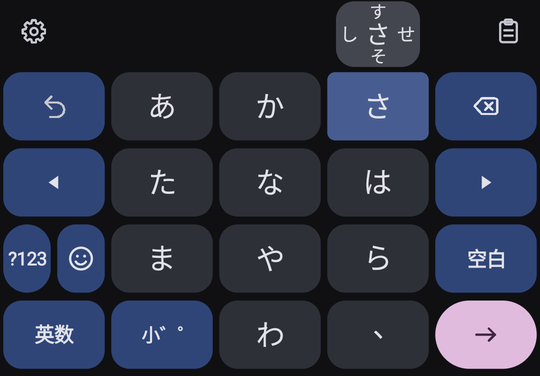 す
し さ せ
そ
あ か さ
た な は
?123 ま や ら 空白
英数 小゛゜ わ 、